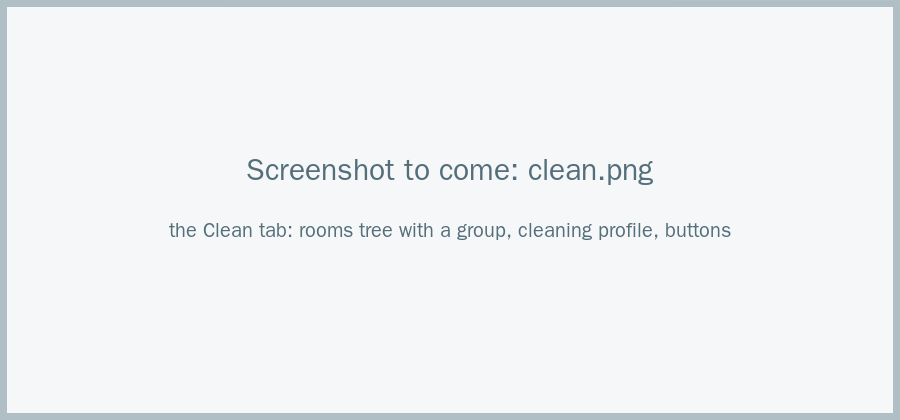 Screenshot to come: clean.png
the Clean tab: rooms tree with a group, cleaning profile, buttons